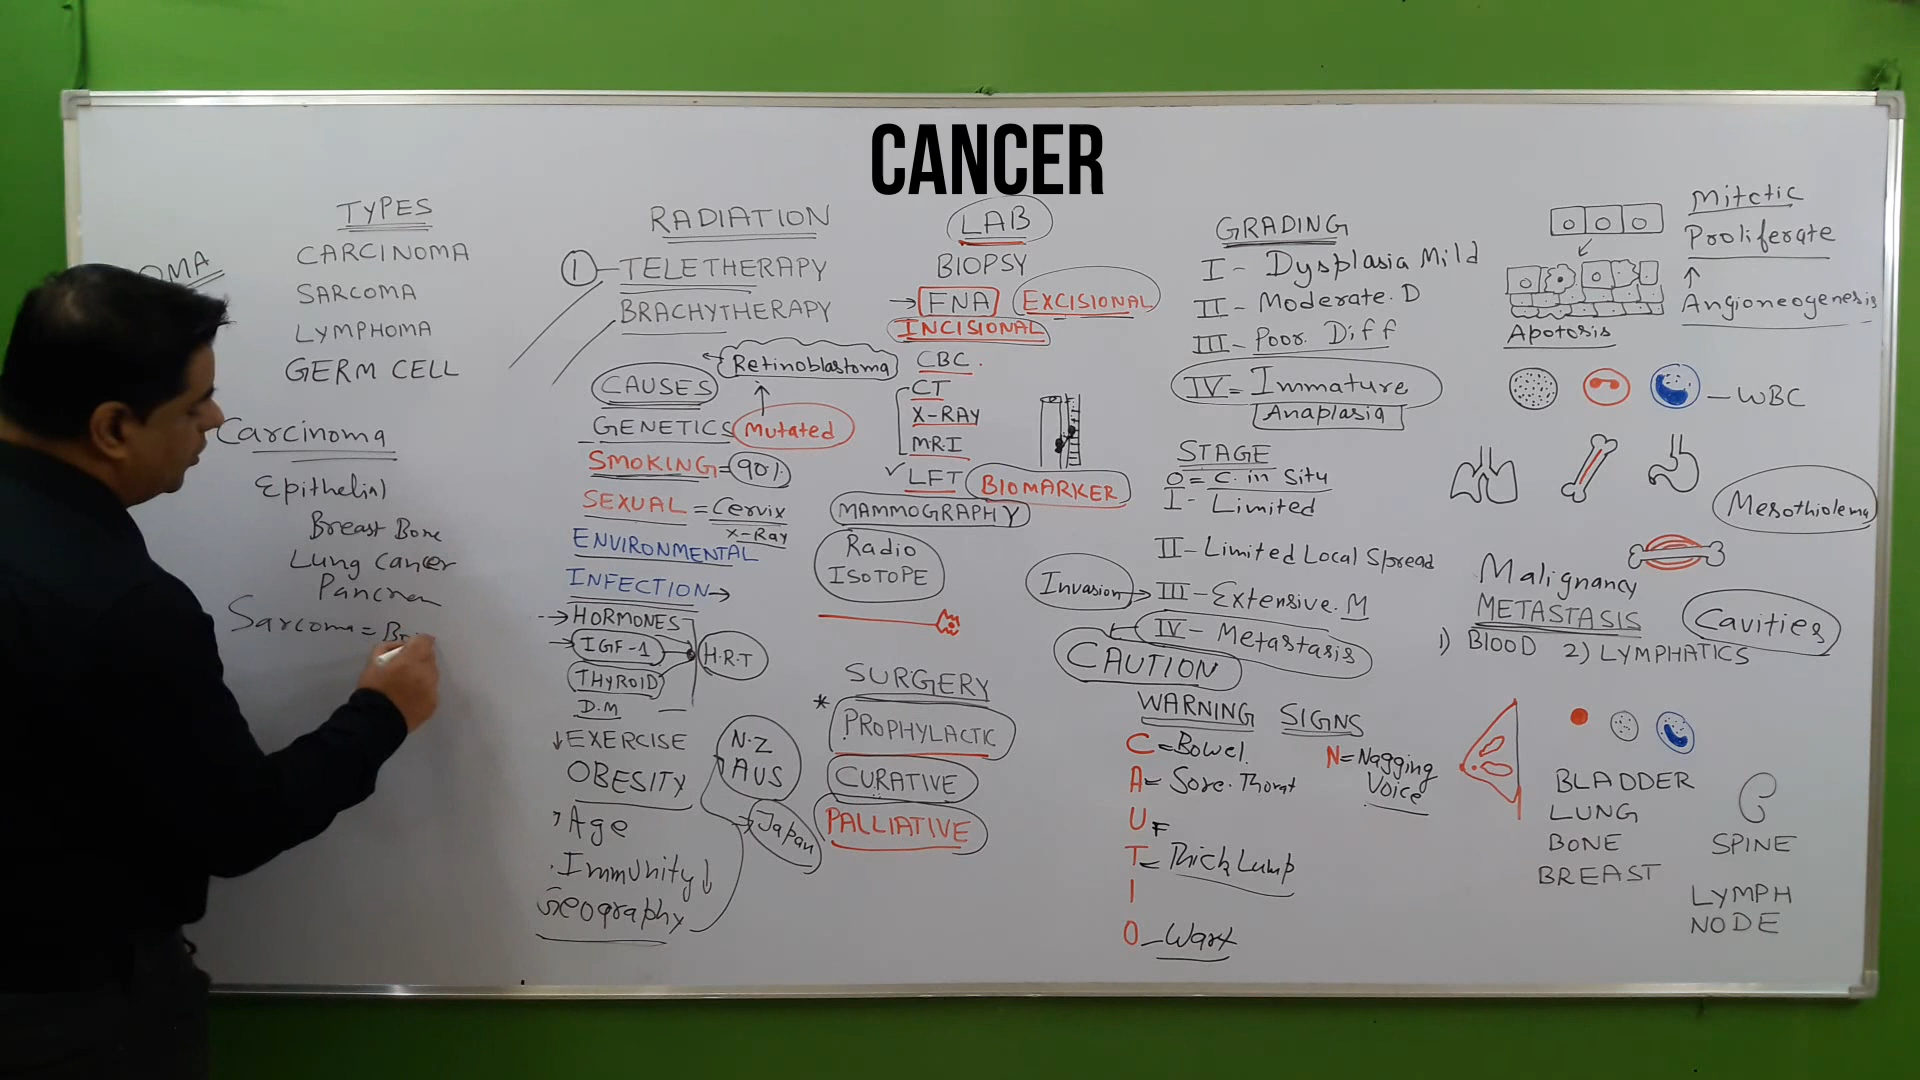 CANCER
OMA
TYPES
CARCINOMA
SARCOMA
LYMPHOMA
GERM CELL
Carcinoma
Epithelial
Breast Bone
Lung Cancer
Sarcoma =
RADIATION
① TELETHERAPY
BRACHYTHERAPY
Retinoblastoma
CAUSES
GENETICS Mutated
SMOKING = 90%
SEXUAL = Cervix
X-Ray
ENVIRONMENTAL
INFECTION →
→ HORMONES
→ IGF-1 H.R.T
THYROID
D.M
↓ EXERCISE
OBESITY
N.Z
AUS
Japan
Age
Immunity ↓
Geography
LAB
BIOPSY
→ FNA EXCISIONAL
INCISIONAL
CBC.
CT
X-RAY
MRI
✓ LFT BIOMARKER
MAMMOGRAPHY
Radio
ISOTOPE
SURGERY
* PROPHYLACTIC
CURATIVE
PALLIATIVE
GRADING
I - Dysplasia Mild
II - Moderate. D
III - Poor. Diff
IV = Immature
Anaplasia
STAGE
0 = C. in Situ
I - Limited
II - Limited Local Spread
Invasion → III - Extensive. M
IV - Metastasis
CAUTION
WARNING SIGNS
C = Bowel.
A = Sore. Thorat
U F
T = Thick Lump
I
O - Wart
N = Nagging
Voice
Mitctic
Proliferate
↑
Angioneogenesis
Apotosis
- WBC
Mesothiolema
Malignancy
METASTASIS
Cavities
1) BLOOD 2) LYMPHATICS
BLADDER
LUNG
BONE
BREAST
SPINE
LYMPH
NODE